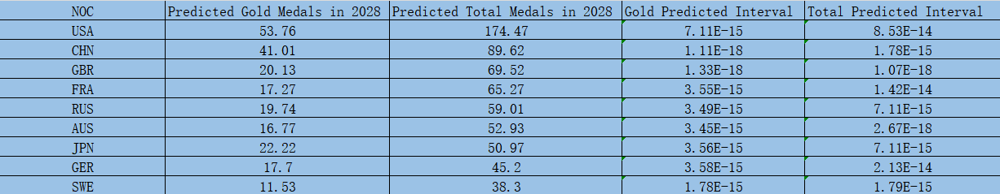 NOC Predicted Gold Medals in 2028 Predicted Total Medals in 2028 Gold Predicted Interval Total Predicted Interval
USA 53.76 174.47 7.11E-15 8.53E-14
CHN 41.01 89.62 1.11E-18 1.78E-15
GBR 20.13 69.52 1.33E-18 1.07E-18
FRA 17.27 65.27 3.55E-15 1.42E-14
RUS 19.74 59.01 3.49E-15 7.11E-15
AUS 16.77 52.93 3.45E-15 2.67E-18
JPN 22.22 50.97 3.56E-15 7.11E-15
GER 17.7 45.2 3.58E-15 2.13E-14
SWE 11.53 38.3 1.78E-15 1.79E-15